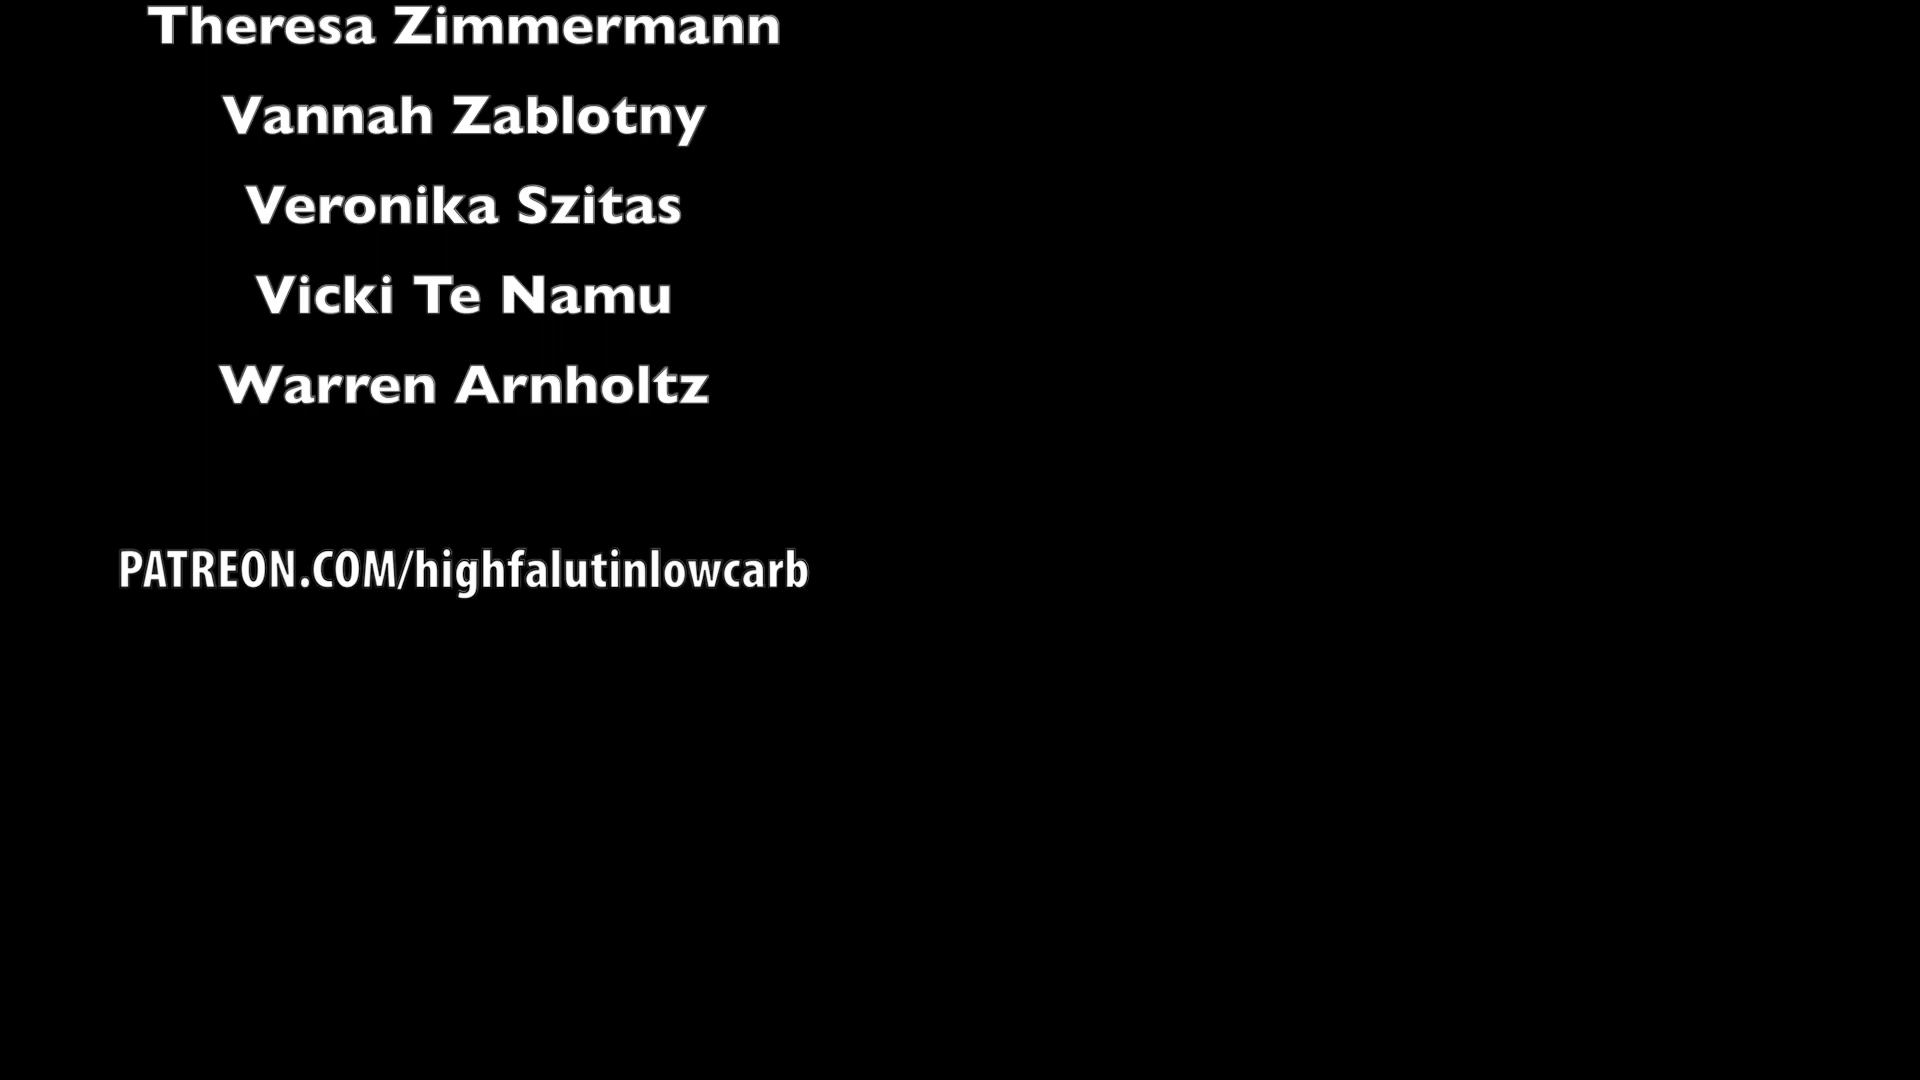 Theresa Zimmermann
Vannah Zablotny
Veronika Szitas
Vicki Te Namu
Warren Arnholtz
PATREON.COM/highfalutinlowcarb